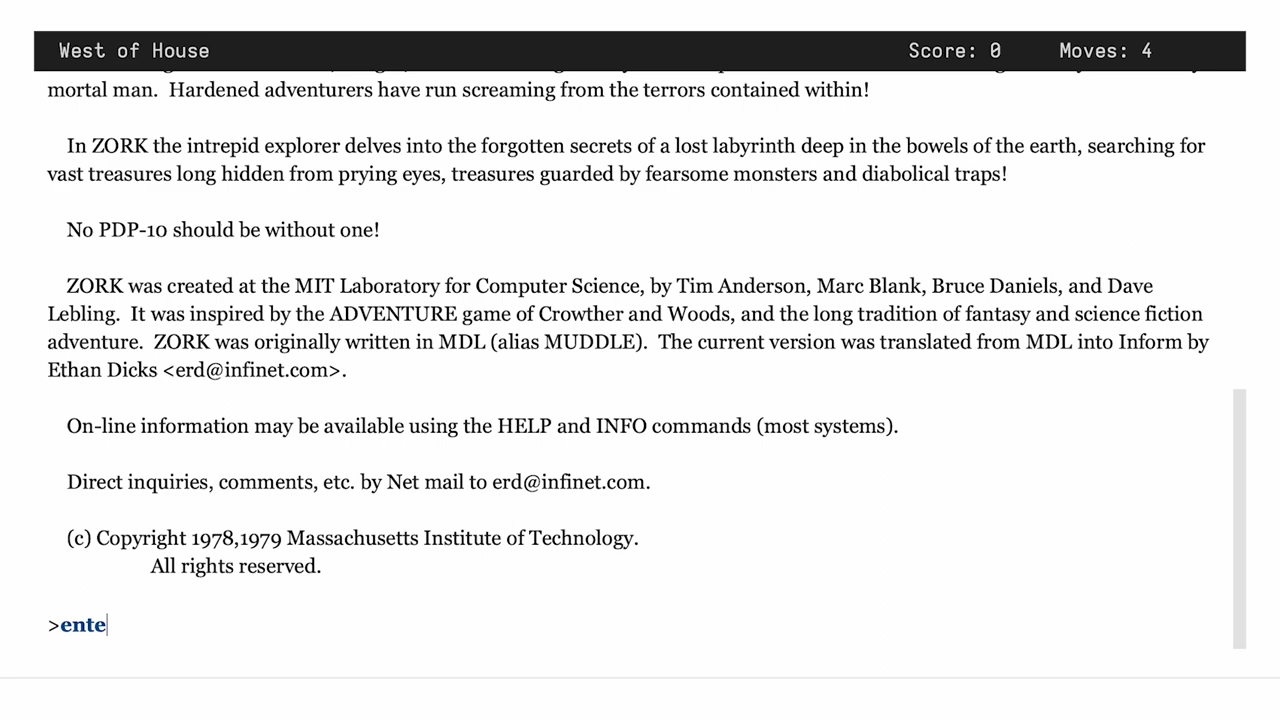 West of House Score: 0 Moves: 4
mortal man. Hardened adventurers have run screaming from the terrors contained within!
In ZORK the intrepid explorer delves into the forgotten secrets of a lost labyrinth deep in the bowels of the earth, searching for
vast treasures long hidden from prying eyes, treasures guarded by fearsome monsters and diabolical traps!
No PDP-10 should be without one!
ZORK was created at the MIT Laboratory for Computer Science, by Tim Anderson, Marc Blank, Bruce Daniels, and Dave
Lebling. It was inspired by the ADVENTURE game of Crowther and Woods, and the long tradition of fantasy and science fiction
adventure. ZORK was originally written in MDL (alias MUDDLE). The current version was translated from MDL into Inform by
Ethan Dicks <erd@infinet.com>.
On-line information may be available using the HELP and INFO commands (most systems).
Direct inquiries, comments, etc. by Net mail to erd@infinet.com.
(c) Copyright 1978,1979 Massachusetts Institute of Technology.
All rights reserved.
>ente